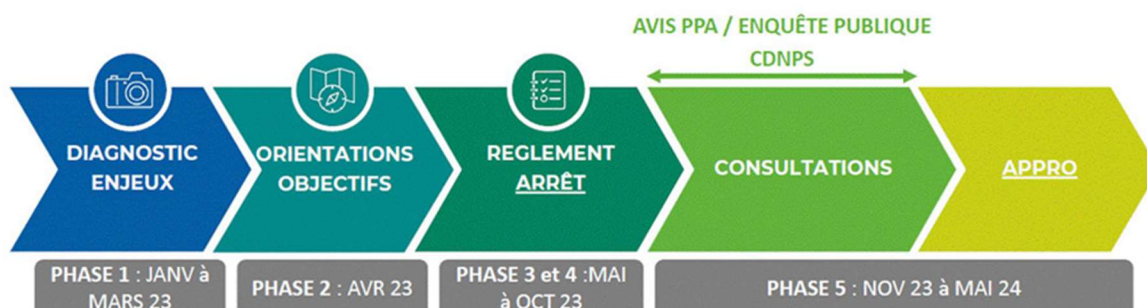 AVIS PPA / ENQUÊTE PUBLIQUE
CDNPS
DIAGNOSTIC
ENJEUX
ORIENTATIONS
OBJECTIFS
REGLEMENT
ARRÊT
CONSULTATIONS
APPRO
PHASE 1 : JANV à
MARS 23
PHASE 2 : AVR 23
PHASE 3 et 4 :MAI
à OCT 23
PHASE 5 : NOV 23 à MAI 24